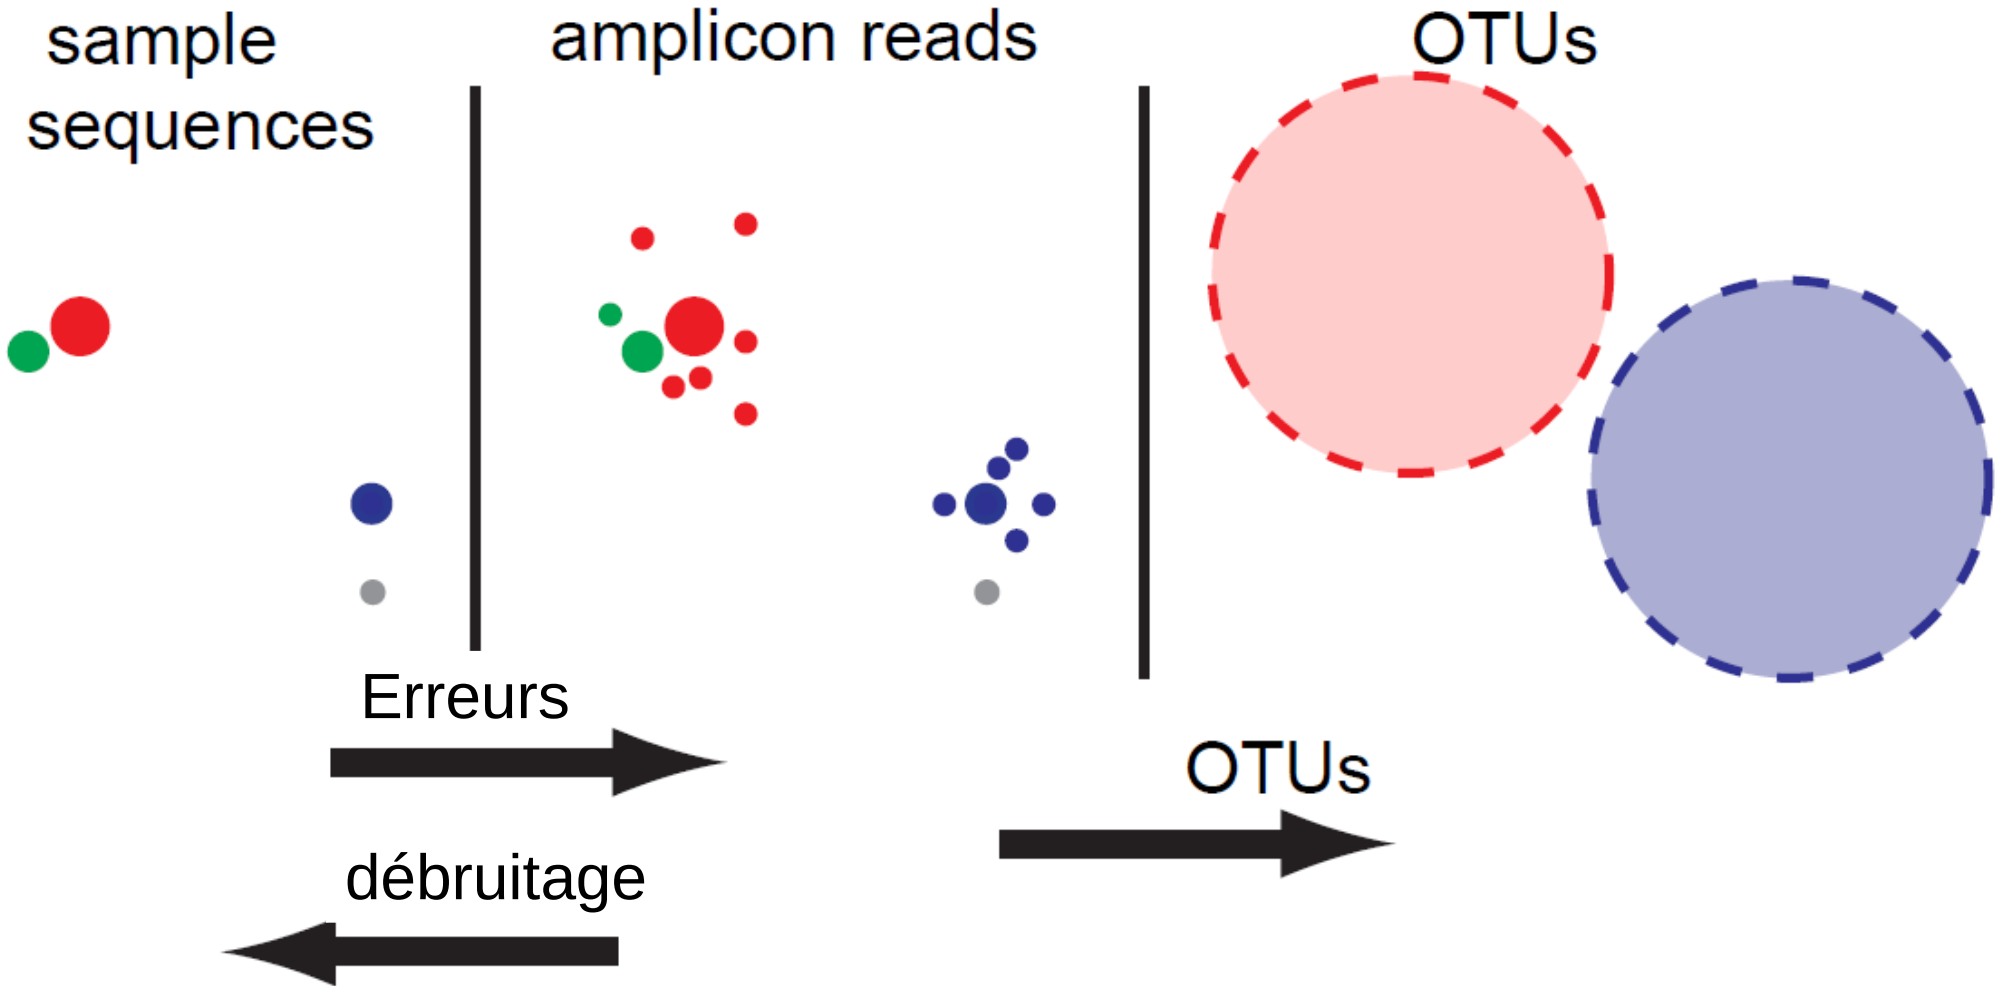 sample
sequences
amplicon reads
OTUs
Erreurs
OTUs
débruitage